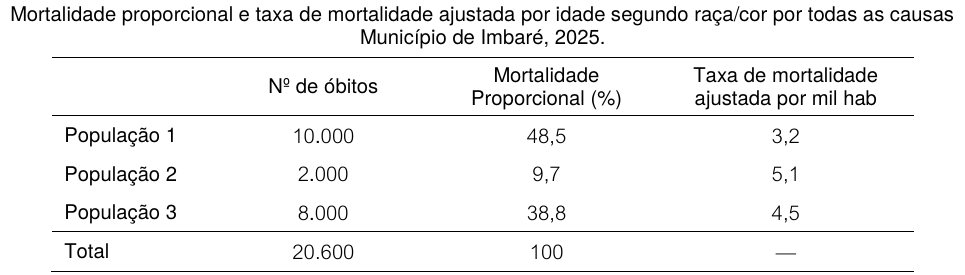 Mortalidade proporcional e taxa de mortalidade ajustada por idade segundo raça/cor por todas as causas
Município de Imbaré, 2025.
Nº de óbitos Mortalidade Proporcional (%) Taxa de mortalidade ajustada por mil hab
População 1 10.000 48,5 3,2
População 2 2.000 9,7 5,1
População 3 8.000 38,8 4,5
Total 20.600 100 —